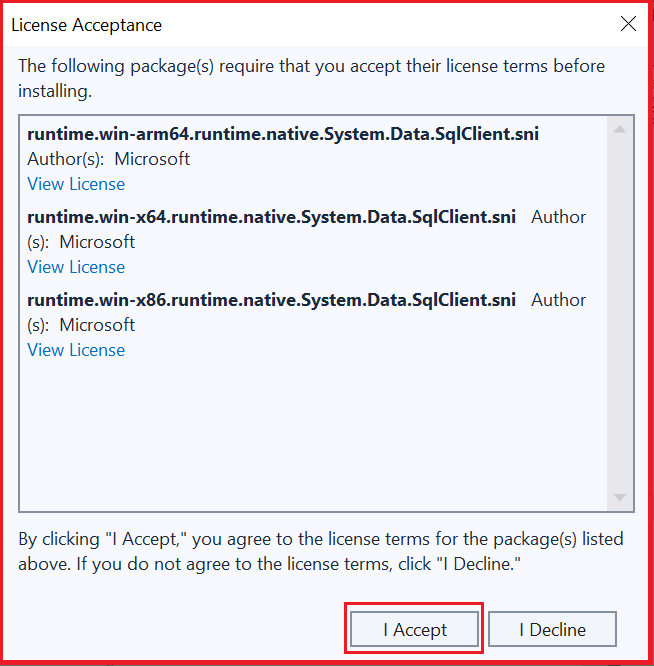 License Acceptance
The following package(s) require that you accept their license terms before
installing.
runtime.win-arm64.runtime.native.System.Data.SqlClient.sni
Author(s):  Microsoft
View License
runtime.win-x64.runtime.native.System.Data.SqlClient.sni   Author
(s):  Microsoft
View License
runtime.win-x86.runtime.native.System.Data.SqlClient.sni   Author
(s):  Microsoft
View License
By clicking "I Accept," you agree to the license terms for the package(s) listed
above. If you do not agree to the license terms, click "I Decline."
I Accept   I Decline